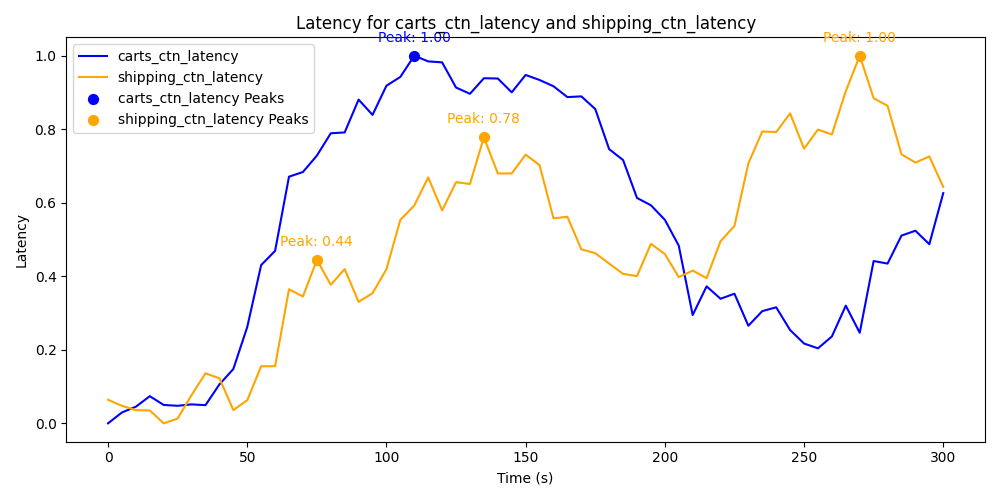 Latency for carts_ctn_latency and shipping_ctn_latency
Peak: 1.00
Peak: 1.00
carts_ctn_latency
shipping_ctn_latency
carts_ctn_latency Peaks
shipping_ctn_latency Peaks
Peak: 0.78
Peak: 0.44
Latency
1.0
0.8
0.6
0.4
0.2
0.0
0
50
100
150
200
250
300
Time (s)